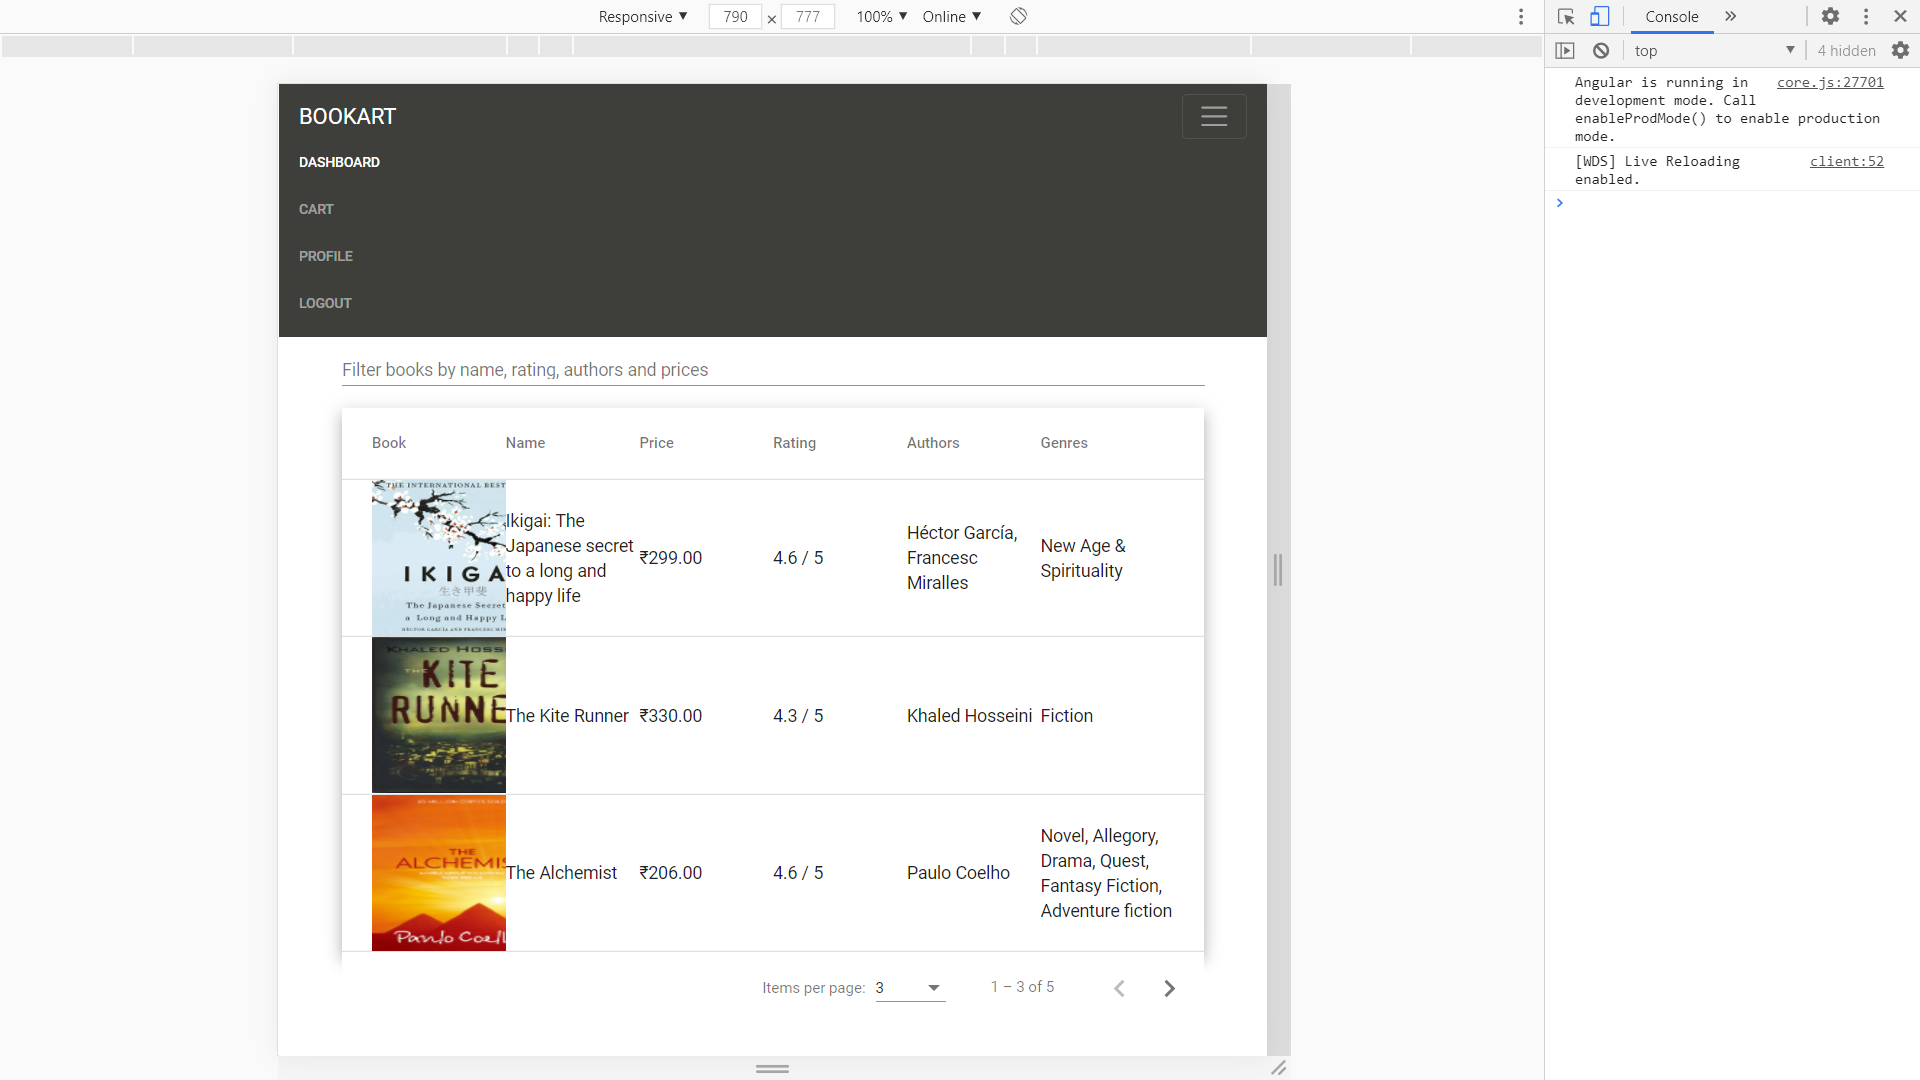 Responsive ▼ 790 × 777 100% ▼ Online ▼
Console »
top ▼ 4 hidden
Angular is running in core.js:27701
development mode. Call
enableProdMode() to enable production
mode.
[WDS] Live Reloading client:52
enabled.
BOOKART
DASHBOARD
CART
PROFILE
LOGOUT
Filter books by name, rating, authors and prices
Book Name Price Rating Authors Genres
THE INTERNATIONAL BEST
IKIGA
生き甲斐
The Japanese Secret
a Long and Happy L
HÉCTOR GARCÍA AND FRANCESC MIR
Ikigai: The
Japanese secret
to a long and
happy life
₹299.00
4.6 / 5
Héctor García,
Francesc
Miralles
New Age &
Spirituality
KHALED HOSS
THE
KITE
RUNNE
The Kite Runner ₹330.00 4.3 / 5 Khaled Hosseini Fiction
THE
ALCHEMIS
Paulo Coel
The Alchemist ₹206.00 4.6 / 5 Paulo Coelho
Novel, Allegory,
Drama, Quest,
Fantasy Fiction,
Adventure fiction
Items per page: 3 1 – 3 of 5